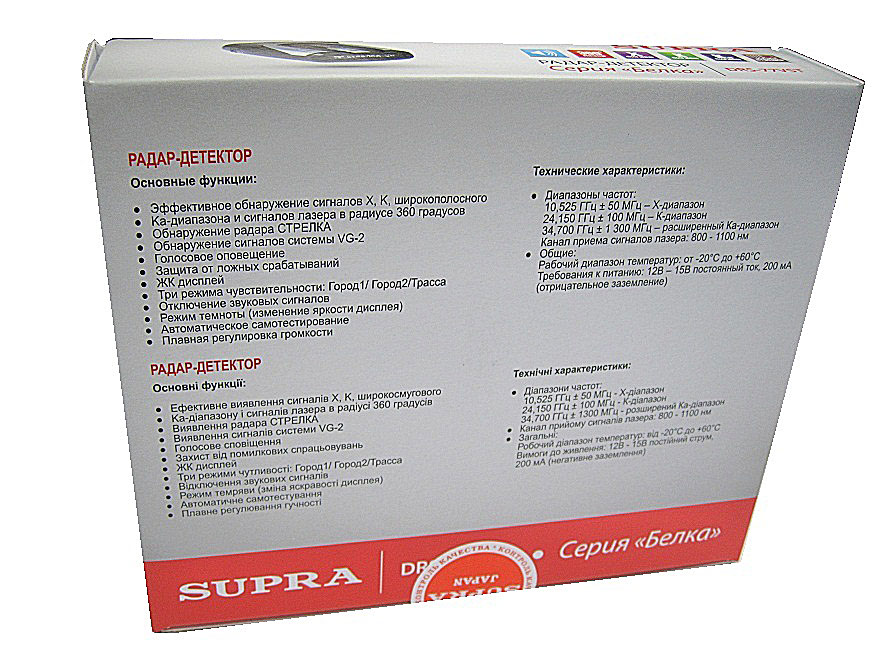 SUPRA
РАДАР-ДЕТЕКТОР
Серия «Белка»
DRS-77VST
РАДАР-ДЕТЕКТОР
Основные функции:
• Эффективное обнаружение сигналов X, K, широкополосного
Ka-диапазона и сигналов лазера в радиусе 360 градусов
• Обнаружение радара СТРЕЛКА
• Обнаружение сигналов системы VG-2
• Голосовое оповещение
• Защита от ложных срабатываний
• ЖК дисплей
• Три режима чувствительности: Город1/ Город2/Трасса
• Отключение звуковых сигналов
• Режим темноты (изменение яркости дисплея)
• Автоматическое самотестирование
• Плавная регулировка громкости
Технические характеристики:
• Диапазоны частот:
10,525 ГГц ± 50 МГц – X-диапазон
24,150 ГГц ± 100 МГц – К-диапазон
34,700 ГГц ± 1 300 МГц – расширенный Ка-диапазон
Канал приема сигналов лазера: 800 - 1100 нм
• Общие:
Рабочий диапазон температур: от -20°C до +60°C
Требования к питанию: 12В – 15В постоянный ток, 200 мА
(отрицательное заземление)
РАДАР-ДЕТЕКТОР
Основні функції:
• Ефективне виявлення сигналів X, K, широкосмугового
Ka-діапазону і сигналів лазера в радіусі 360 градусів
• Виявлення радара СТРЕЛКА
• Виявлення сигналів системи VG-2
• Голосове сповіщення
• Захист від помилкових спрацьовувань
• ЖК дисплей
• Три режими чутливості: Город1/ Город2/Трасса
• Відключення звукових сигналів
• Режим темряви (зміна яскравості дисплея)
• Автоматичне самотестування
• Плавне регулювання гучності
Технічні характеристики:
• Діапазони частот:
10,525 ГГц ± 50 МГц - X-діапазон
24,150 ГГц ± 100 МГц - К-діапазон
34,700 ГГц ± 1300 МГц - розширений Ка-діапазон
• Канал прийому сигналів лазера: 800 - 1100 нм
• Загальні:
Робочий діапазон температур: від -20°C до +60°C
Вимоги до живлення: 12В - 15В постійний струм,
200 мА (негативне заземлення)
SUPRA
DR
Серия «Белка»
КОНТРОЛЬ КАЧЕСТВА • КОНТРОЛЬ
JAPAN
SUPRA